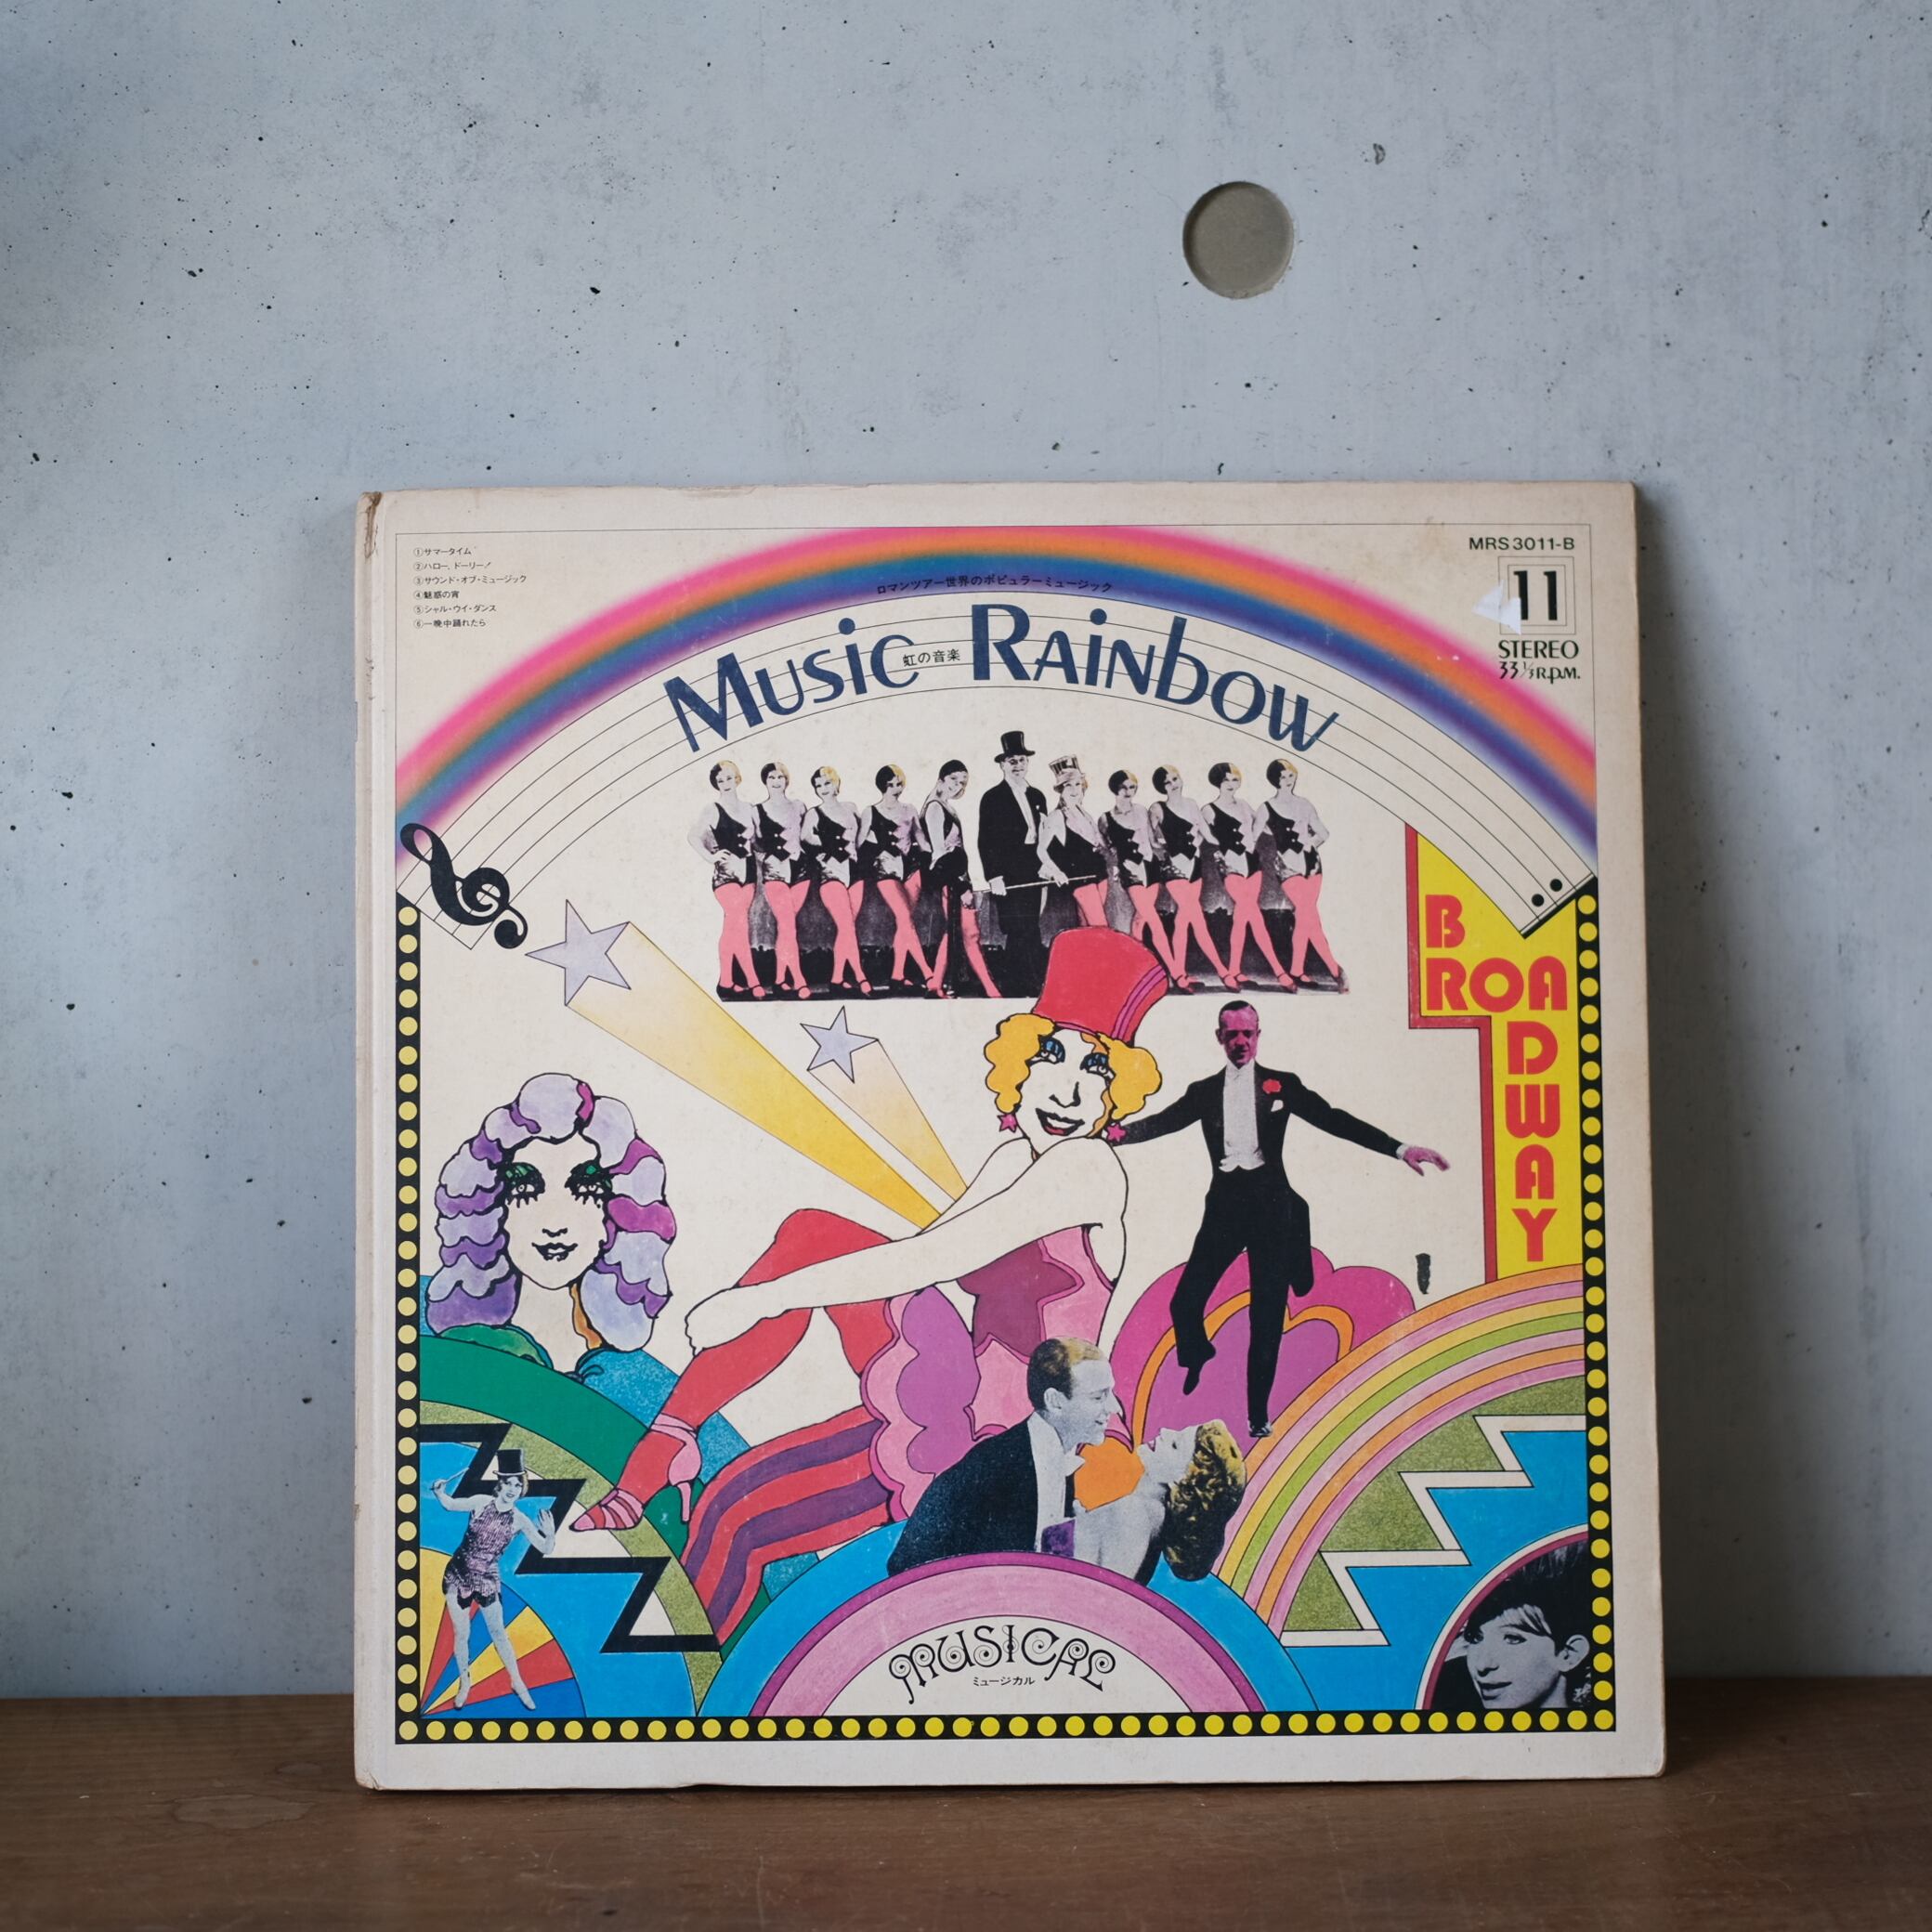 ①サマータイム
②ハロー、ドーリー!
③サウンド・オブ・ミュージック
④魅惑の宵
⑤シャル・ウイ・ダンス
⑥一晩中踊れたら
MRS3011-B
11
STEREO
33⅓R.P.M.
ロマンツアー世界のポピュラーミュージック
Music 虹の音楽 Rainbow
BROADWAY
MUSICAL
ミュージカル